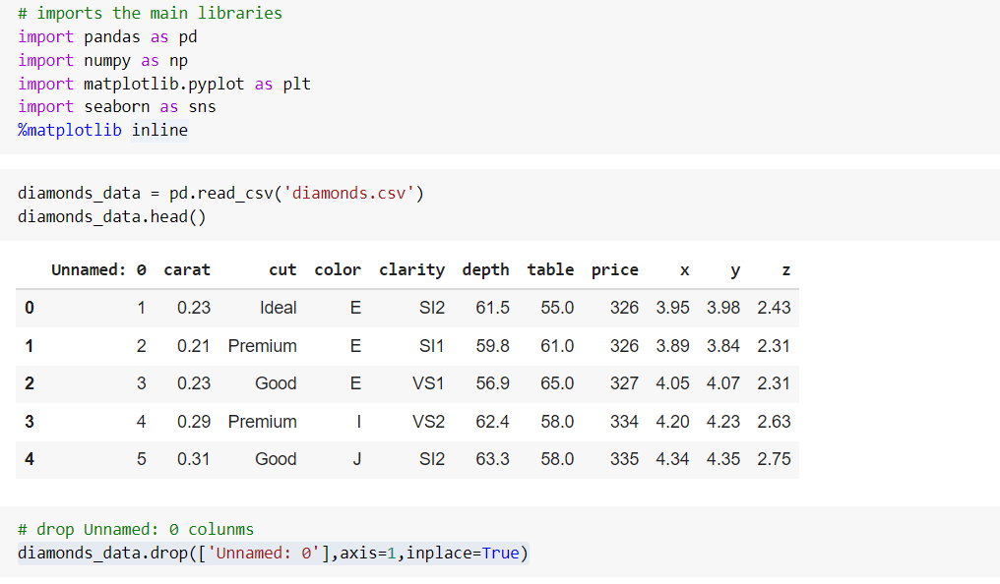 # imports the main libraries
import pandas as pd
import numpy as np
import matplotlib.pyplot as plt
import seaborn as sns
%matplotlib inline
diamonds_data = pd.read_csv('diamonds.csv')
diamonds_data.head()
Unnamed: 0 carat cut color clarity depth table price x y z
0 1 0.23 Ideal E SI2 61.5 55.0 326 3.95 3.98 2.43
1 2 0.21 Premium E SI1 59.8 61.0 326 3.89 3.84 2.31
2 3 0.23 Good E VS1 56.9 65.0 327 4.05 4.07 2.31
3 4 0.29 Premium I VS2 62.4 58.0 334 4.20 4.23 2.63
4 5 0.31 Good J SI2 63.3 58.0 335 4.34 4.35 2.75
# drop Unnamed: 0 colunms
diamonds_data.drop(['Unnamed: 0'],axis=1,inplace=True)